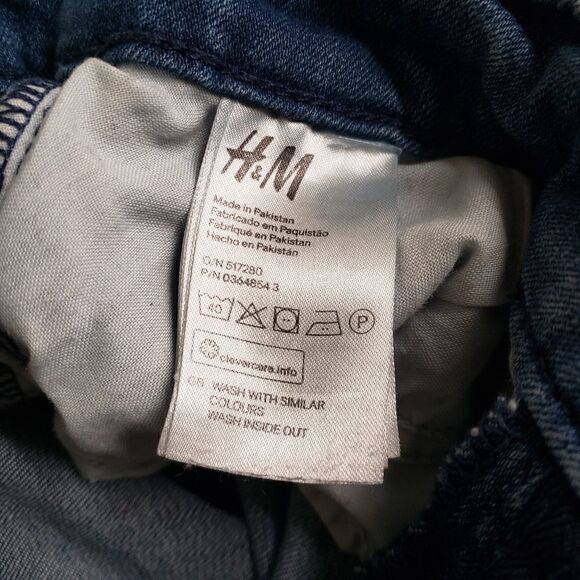 H&M
Made in Pakistan
Fabricado em Paquistão
Fabriqué en Pakistan
Hecho en Pakistán
O/N 517280
P/N 0364854 3
40 P
clevercare.info
GB WASH WITH SIMILAR
COLOURS
WASH INSIDE OUT